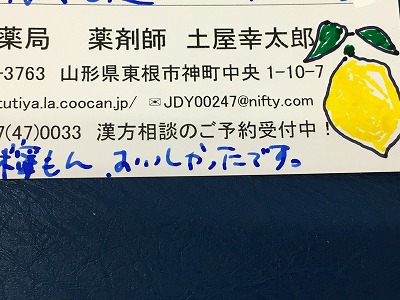 薬局 薬剤師 土屋幸太郎
-3763 山形県東根市神町中央1-10-7
tutiya.la.coocan.jp/ ✉JDY00247@nifty.com
7(47)0033 漢方相談のご予約受付中!
檸もん、おいしかったです。